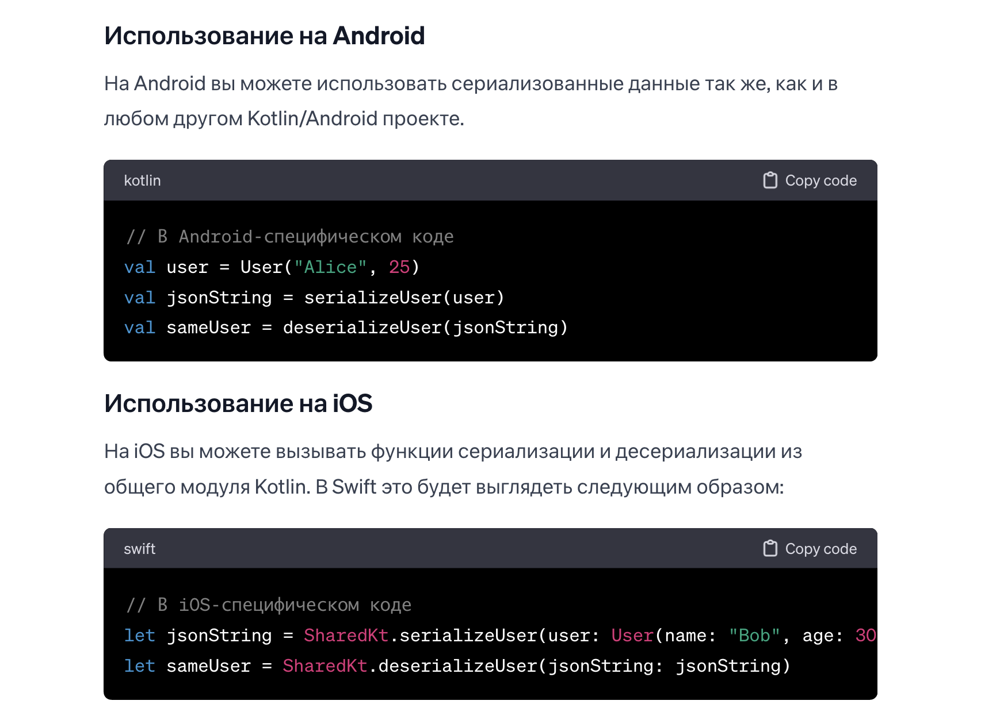 Использование на Android
На Android вы можете использовать сериализованные данные так же, как и в
любом другом Kotlin/Android проекте.
kotlin
Copy code
// В Android-специфическом коде
val user = User("Alice", 25)
val jsonString = serializeUser(user)
val sameUser = deserializeUser(jsonString)
Использование на iOS
На iOS вы можете вызывать функции сериализации и десериализации из
общего модуля Kotlin. В Swift это будет выглядеть следующим образом:
swift
Copy code
// В iOS-специфическом коде
let jsonString = SharedKt.serializeUser(user: User(name: "Bob", age: 30
let sameUser = SharedKt.deserializeUser(jsonString: jsonString)